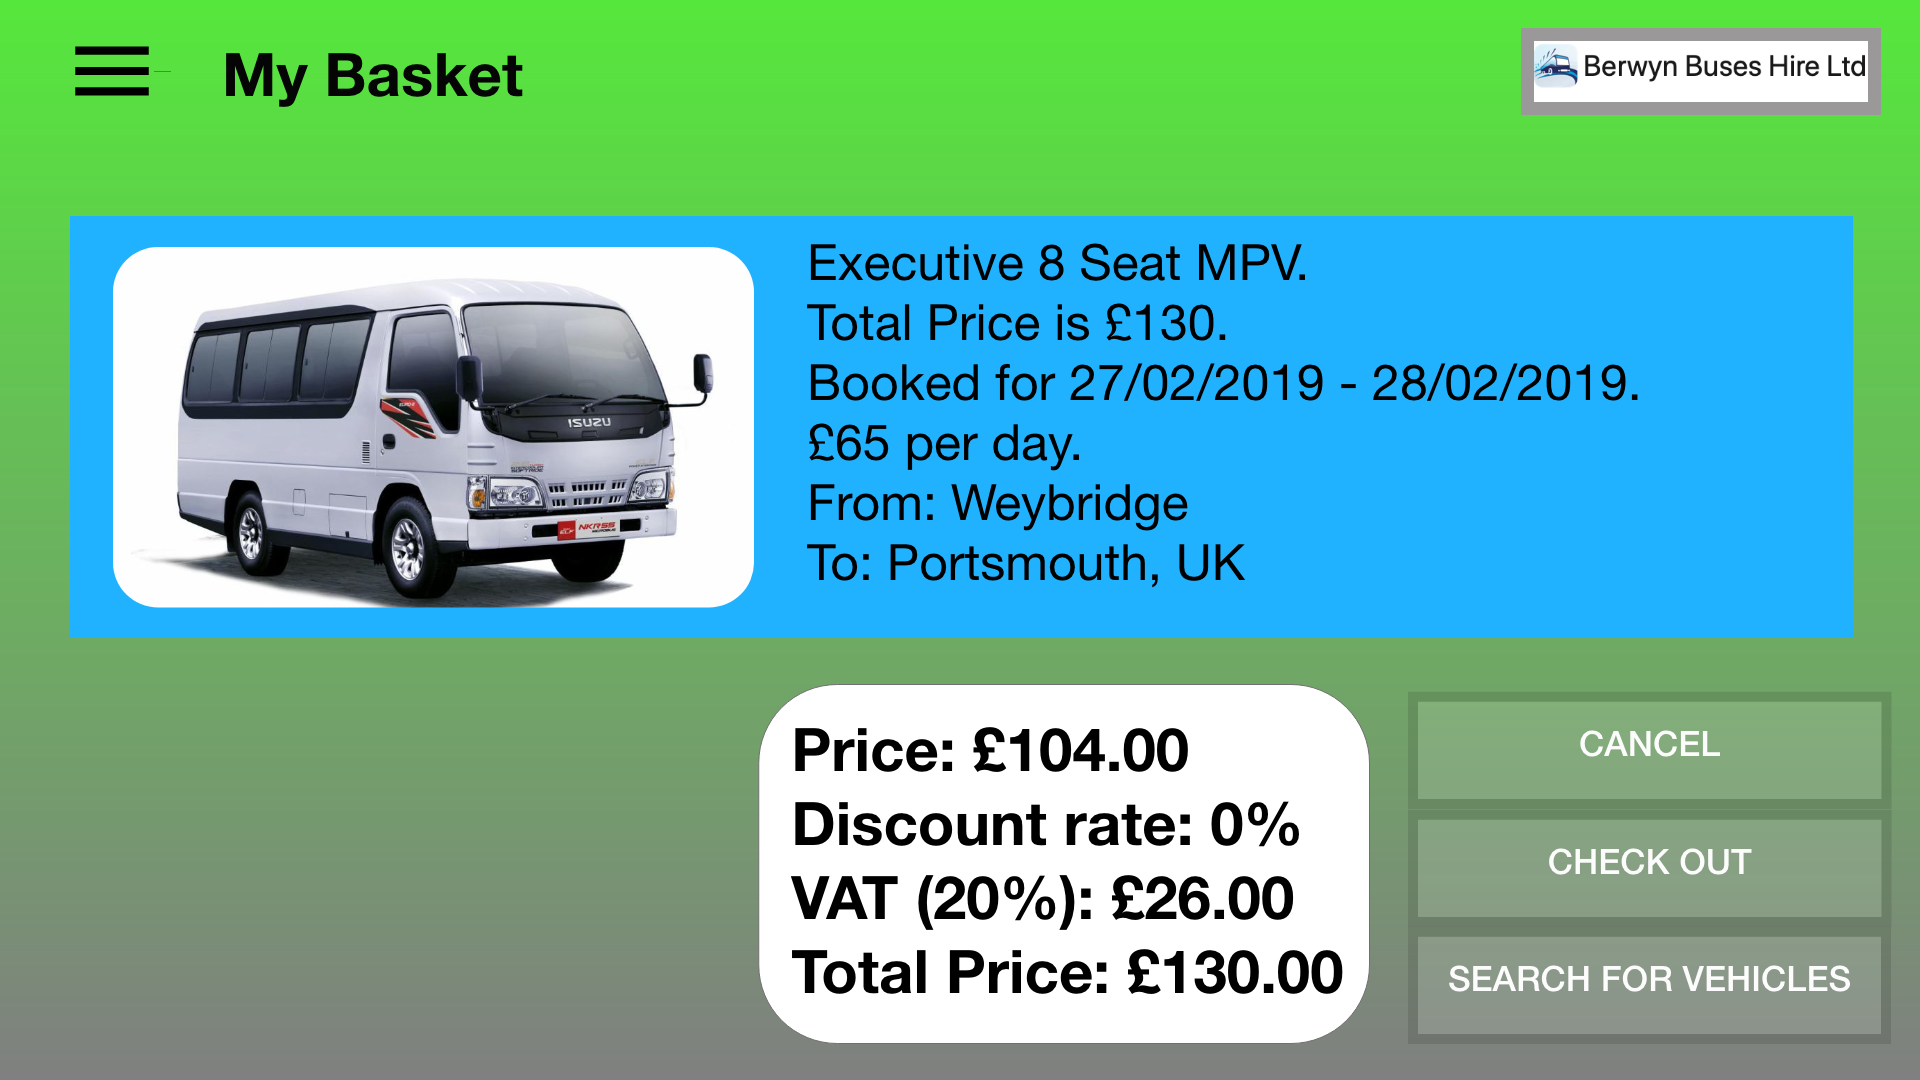 My Basket
Berwyn Buses Hire Ltd
Executive 8 Seat MPV.
Total Price is £130.
Booked for 27/02/2019 - 28/02/2019.
£65 per day.
From: Weybridge
To: Portsmouth, UK
ISUZU
NKR55
Price: £104.00
Discount rate: 0%
VAT (20%): £26.00
Total Price: £130.00
CANCEL
CHECK OUT
SEARCH FOR VEHICLES